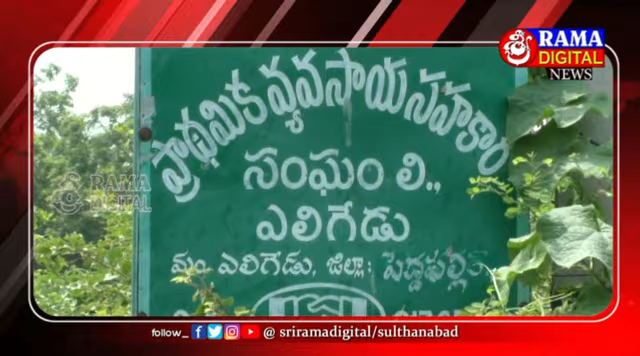 RAMA
DIGITAL
NEWS
ప్రాథమిక వ్యవసాయ సహకార
సంఘం లి.,
ఎలిగేడు
మం. ఎలిగేడు, జిల్లా: పెద్దపల్లి
RAMA
DIGITAL
follow_ @ sriramadigital/sulthanabad